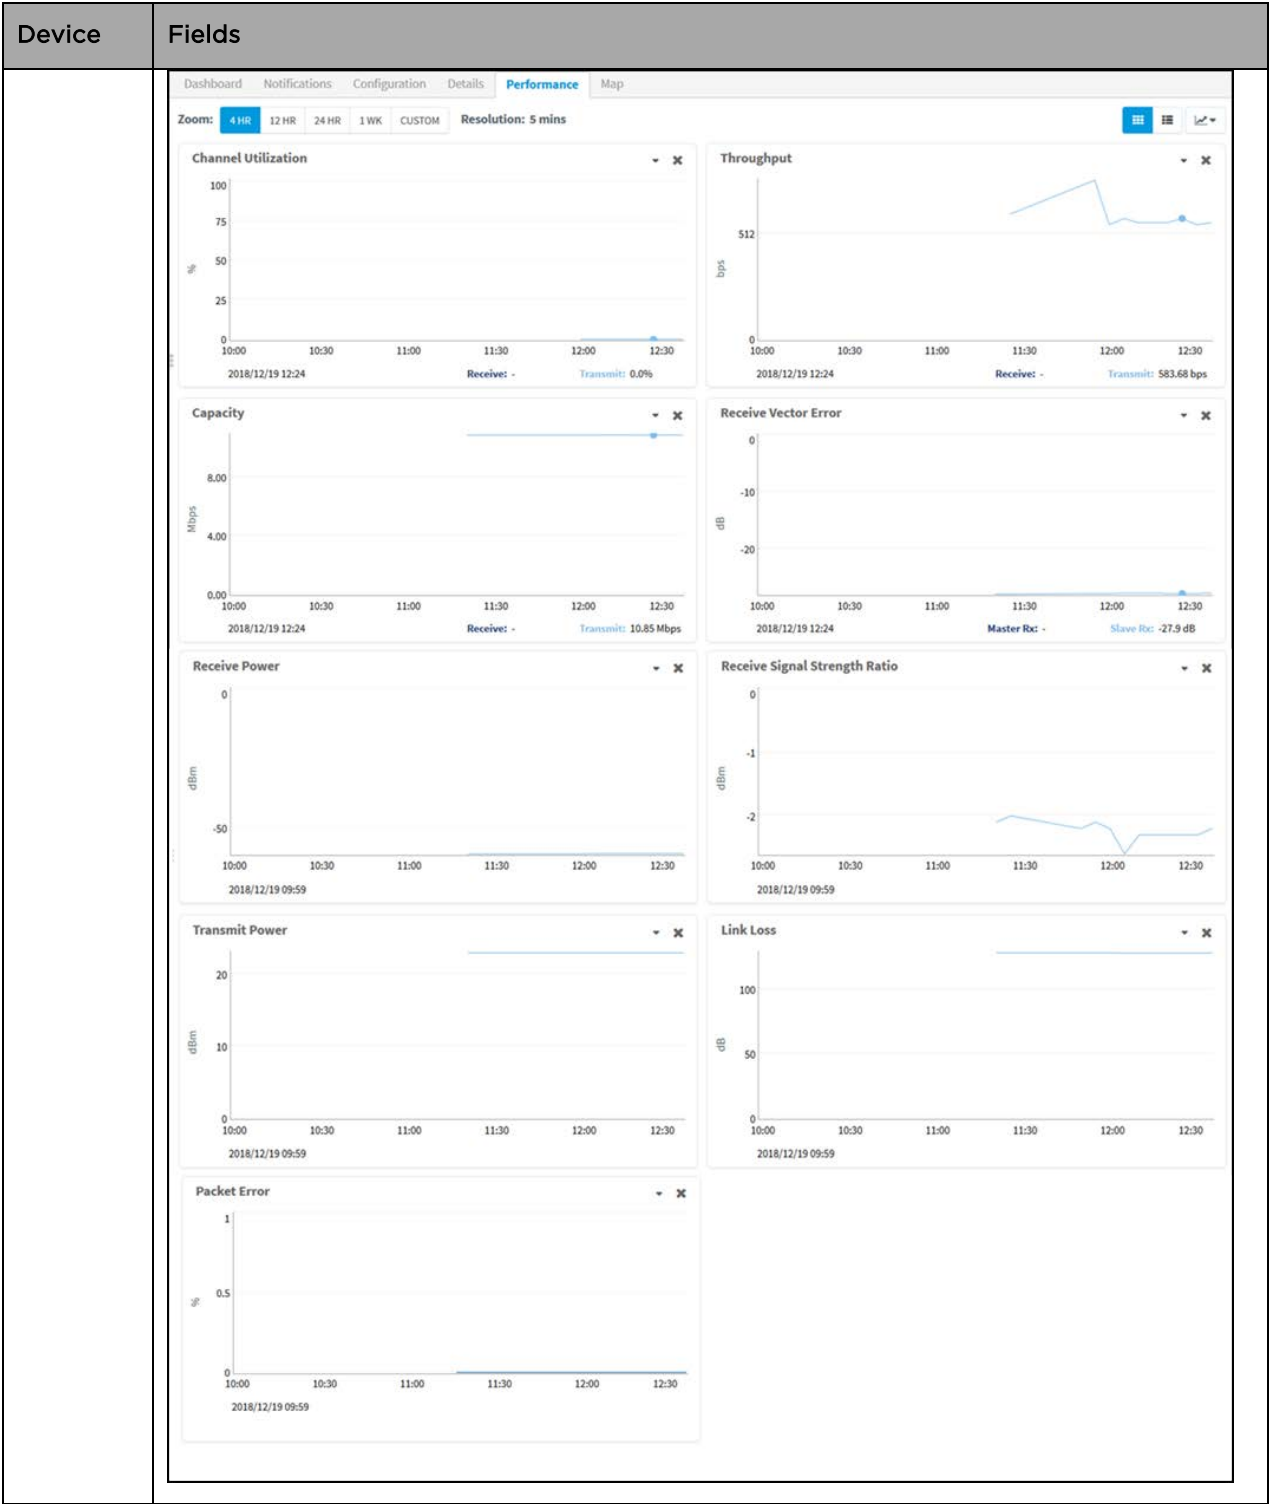 Device Fields
Dashboard Notifications Configuration Details Performance Map
Zoom: 4 HR 12 HR 24 HR 1 WK CUSTOM Resolution: 5 mins
Channel Utilization
100
75
50
25
0
%
10:00 10:30 11:00 11:30 12:00 12:30
2018/12/19 12:24 Receive: - Transmit: 0.0%
Throughput
512
0
bps
10:00 10:30 11:00 11:30 12:00 12:30
2018/12/19 12:24 Receive: - Transmit: 583.68 bps
Capacity
8.00
4.00
0.00
Mbps
10:00 10:30 11:00 11:30 12:00 12:30
2018/12/19 12:24 Receive: - Transmit: 10.85 Mbps
Receive Vector Error
0
-10
-20
dB
10:00 10:30 11:00 11:30 12:00 12:30
2018/12/19 12:24 Master Rx: - Slave Rx: -27.9 dB
Receive Power
0
-50
dBm
10:00 10:30 11:00 11:30 12:00 12:30
2018/12/19 09:59
Receive Signal Strength Ratio
0
-1
-2
dBm
10:00 10:30 11:00 11:30 12:00 12:30
2018/12/19 09:59
Transmit Power
20
10
0
dBm
10:00 10:30 11:00 11:30 12:00 12:30
2018/12/19 09:59
Link Loss
100
50
0
dB
10:00 10:30 11:00 11:30 12:00 12:30
2018/12/19 09:59
Packet Error
1
0.5
0
%
10:00 10:30 11:00 11:30 12:00 12:30
2018/12/19 09:59